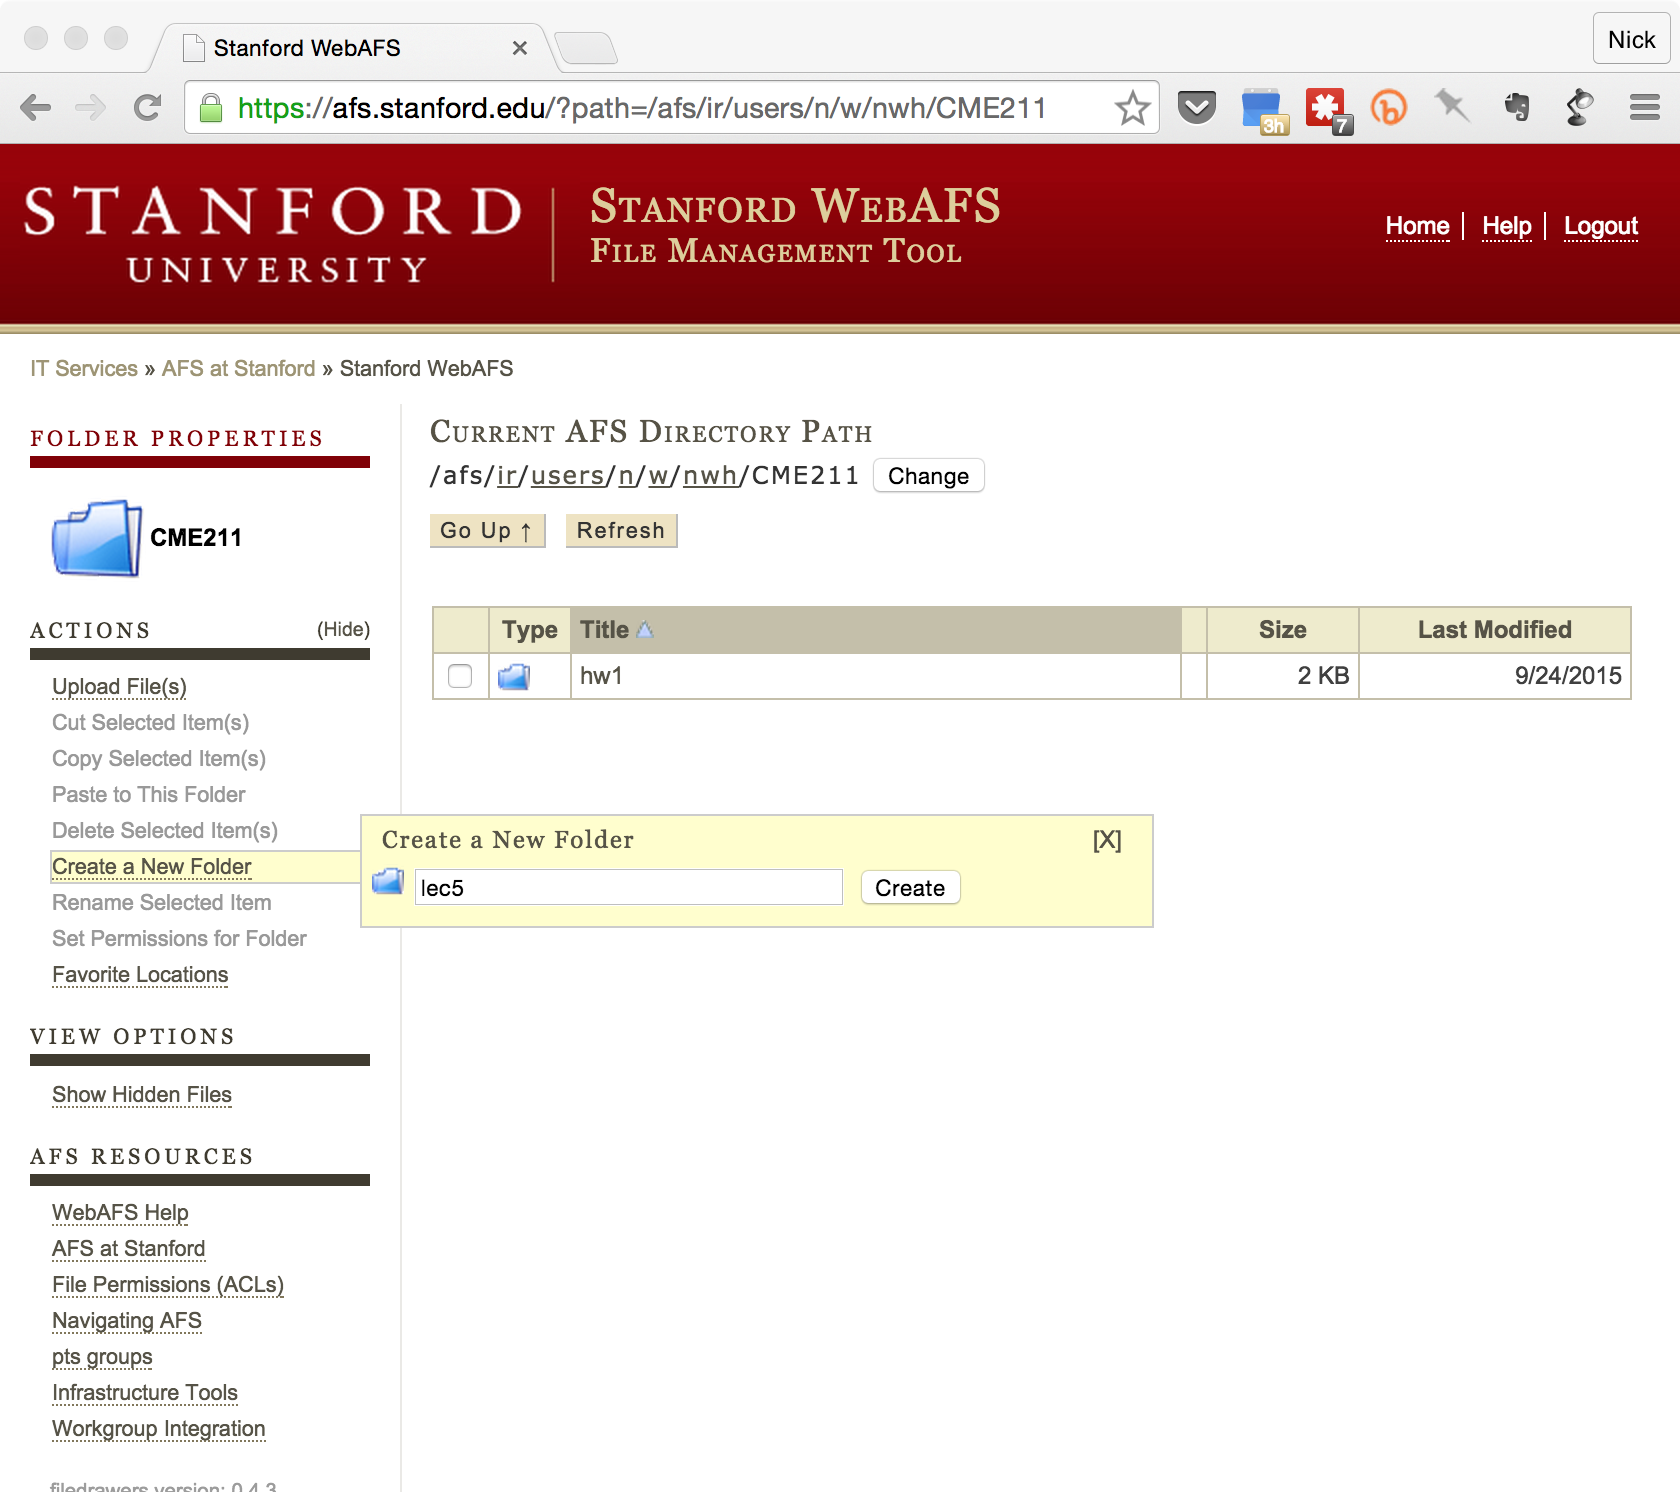 Stanford WebAFS
Nick
https://afs.stanford.edu/?path=/afs/ir/users/n/w/nwh/CME211
3h
7
STANFORD
UNIVERSITY
STANFORD WEBAFS
FILE MANAGEMENT TOOL
Home | Help | Logout
IT Services » AFS at Stanford » Stanford WebAFS
FOLDER PROPERTIES
CME211
ACTIONS (Hide)
Upload File(s)
Cut Selected Item(s)
Copy Selected Item(s)
Paste to This Folder
Delete Selected Item(s)
Create a New Folder
Rename Selected Item
Set Permissions for Folder
Favorite Locations
VIEW OPTIONS
Show Hidden Files
AFS RESOURCES
WebAFS Help
AFS at Stanford
File Permissions (ACLs)
Navigating AFS
pts groups
Infrastructure Tools
Workgroup Integration
filedrawers version: 0.4.3
CURRENT AFS DIRECTORY PATH
/afs/ir/users/n/w/nwh/CME211 Change
Go Up ↑ Refresh
Type Title Size Last Modified
hw1 2 KB 9/24/2015
Create a New Folder [X]
lec5 Create